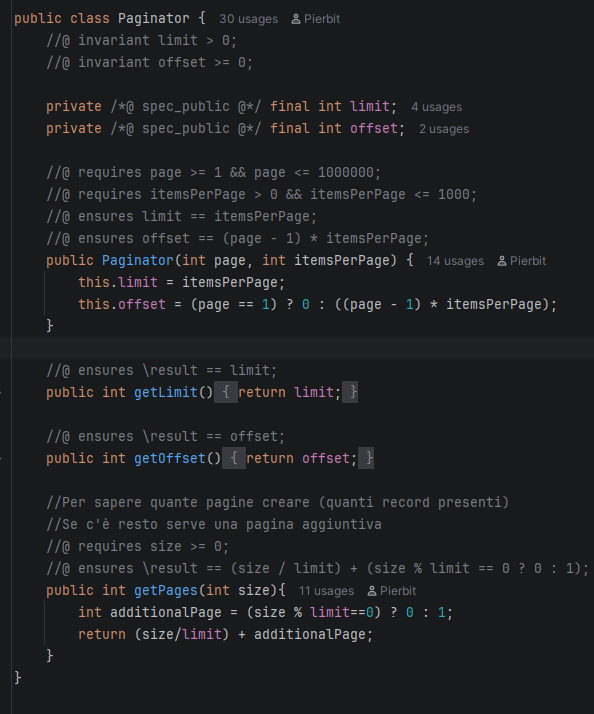 public class Paginator {   30 usages   Pierbit
    //@ invariant limit > 0;
    //@ invariant offset >= 0;

    private /*@ spec_public @*/ final int limit;   4 usages
    private /*@ spec_public @*/ final int offset;   2 usages

    //@ requires page >= 1 && page <= 1000000;
    //@ requires itemsPerPage > 0 && itemsPerPage <= 1000;
    //@ ensures limit == itemsPerPage;
    //@ ensures offset == (page - 1) * itemsPerPage;
    public Paginator(int page, int itemsPerPage) {   14 usages   Pierbit
        this.limit = itemsPerPage;
        this.offset = (page == 1) ? 0 : ((page - 1) * itemsPerPage);
    }

    //@ ensures \result == limit;
    public int getLimit() { return limit; }

    //@ ensures \result == offset;
    public int getOffset() { return offset; }

    //Per sapere quante pagine creare (quanti record presenti)
    //Se c'è resto serve una pagina aggiuntiva
    //@ requires size >= 0;
    //@ ensures \result == (size / limit) + (size % limit == 0 ? 0 : 1);
    public int getPages(int size){   11 usages   Pierbit
        int additionalPage = (size % limit==0) ? 0 : 1;
        return (size/limit) + additionalPage;
    }
}